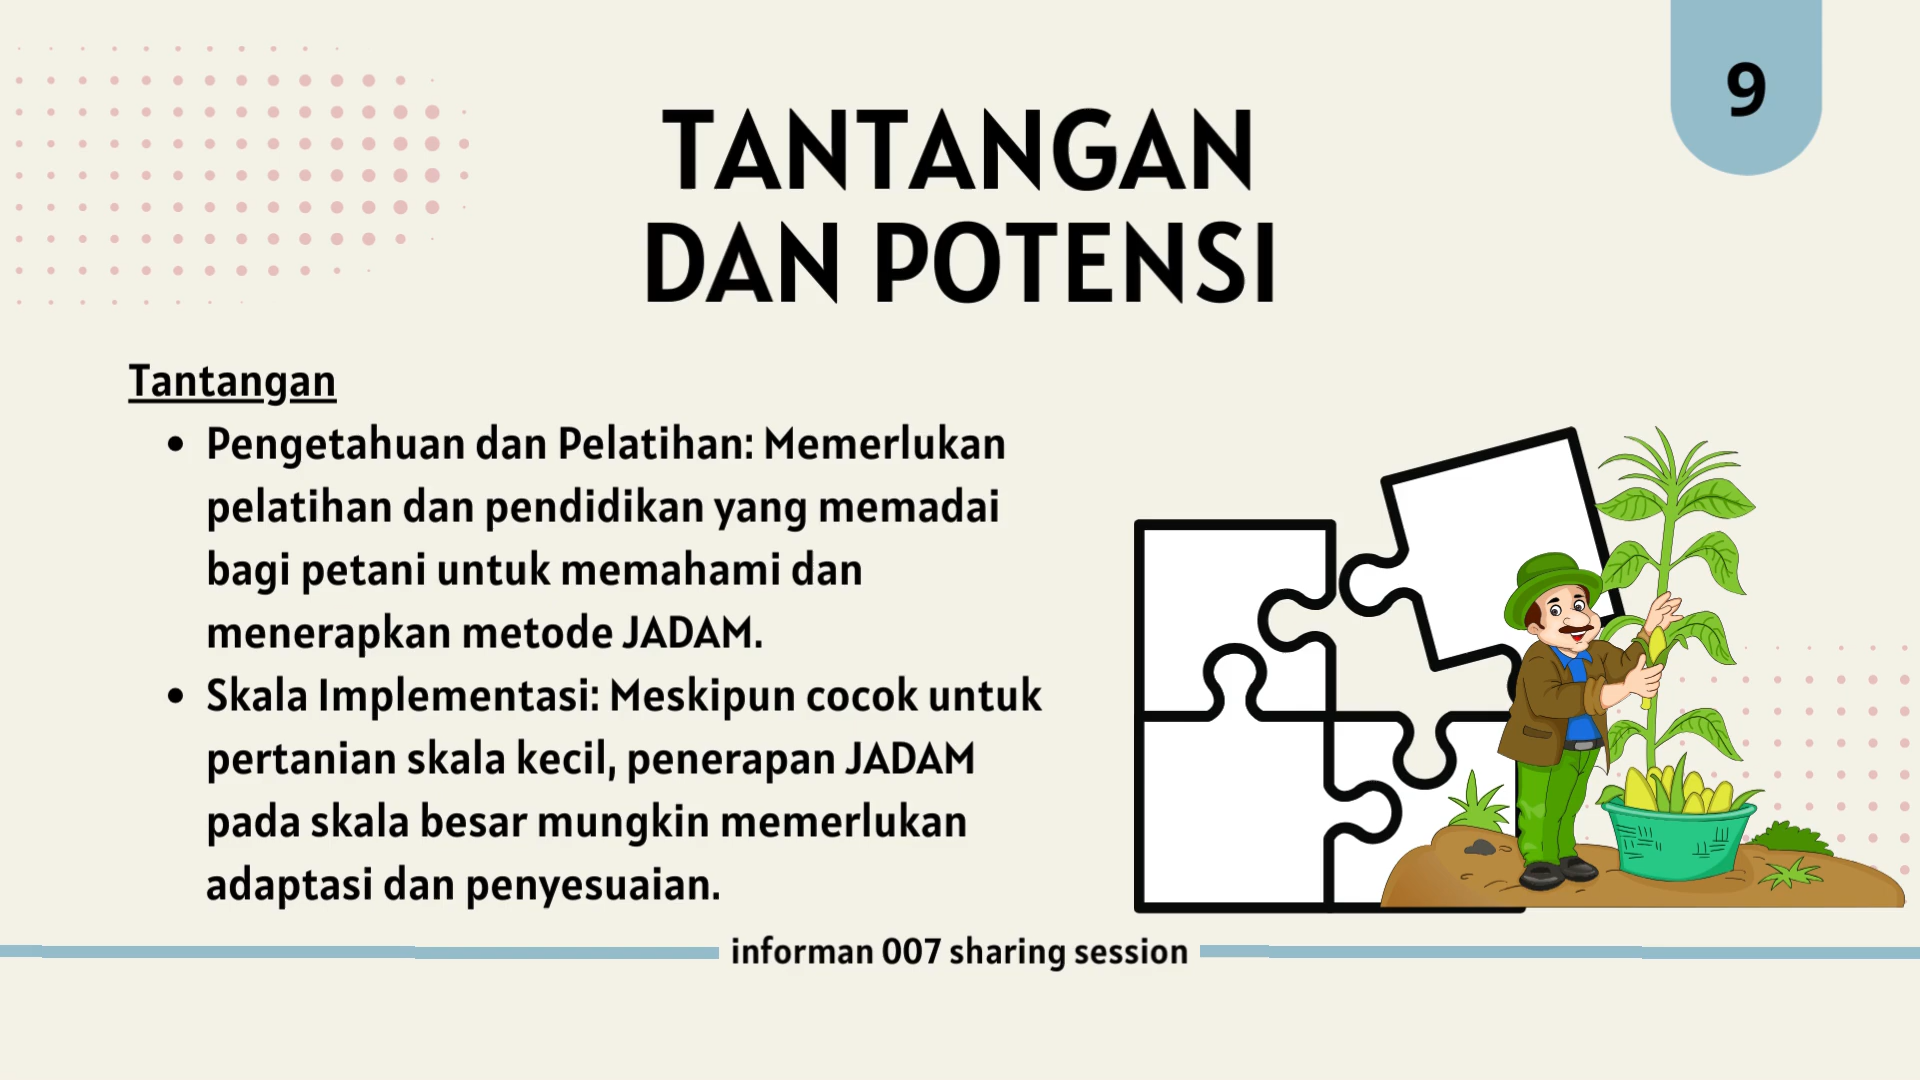 9
TANTANGAN
DAN POTENSI
Tantangan
• Pengetahuan dan Pelatihan: Memerlukan
pelatihan dan pendidikan yang memadai
bagi petani untuk memahami dan
menerapkan metode JADAM.
• Skala Implementasi: Meskipun cocok untuk
pertanian skala kecil, penerapan JADAM
pada skala besar mungkin memerlukan
adaptasi dan penyesuaian.
informan 007 sharing session